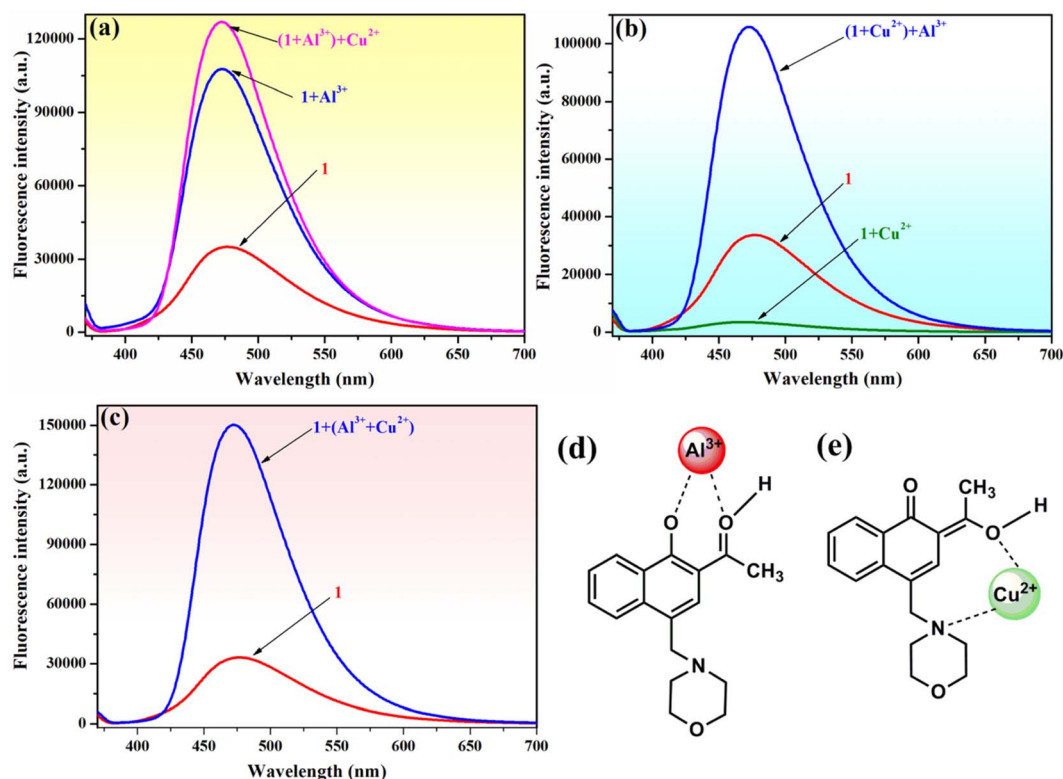 (a)
(1+Al³⁺)+Cu²⁺
1+Al³⁺
1
Fluorescence intensity (a.u.)
120000
90000
60000
30000
0
400 450 500 550 600 650 700
Wavelength (nm)
(b)
(1+Cu²⁺)+Al³⁺
1
1+Cu²⁺
Fluorescence intensity (a.u.)
100000
80000
60000
40000
20000
0
400 450 500 550 600 650 700
Wavelength (nm)
(c)
1+(Al³⁺+Cu²⁺)
1
Fluorescence intensity (a.u.)
150000
120000
90000
60000
30000
0
400 450 500 550 600 650 700
Wavelength (nm)
(d)
Al³⁺
H
O O
CH₃
N
O
(e)
O CH₃ H
O
Cu²⁺
N
O